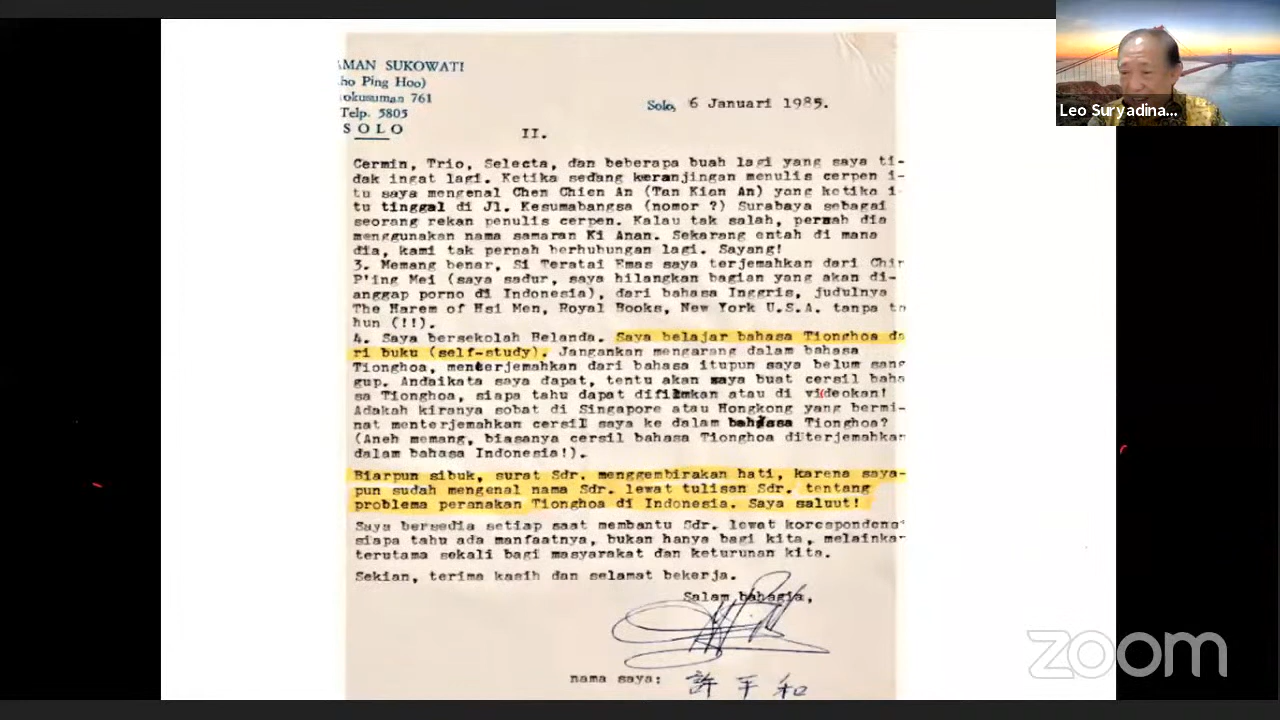 AMAN SUKOWATI
ho Ping Hoo)
okusuman 761
Telp. 5805
SOLO
Solo, 6 Januari 1985.
II.
Cermin, Trio, Selecta, dan beberapa buah lagi yang saya ti-
dak ingat lagi. Ketika sedang keranjingan menulis cerpen i-
tu saya mengenal Chen Chien An (Tan Kian An) yang ketika i-
tu tinggal di Jl. Kesumabangsa (nomor ?) Surabaya sebagai
seorang rekan penulis cerpen. Kalau tak salah, pernah dia
menggunakan nama samaran Ki Anan. Sekarang entah di mana
dia, kami tak pernah berhubungan lagi. Sayang!
3. Memang benar, Si Teratai Emas saya terjemahkan dari Chin
P'ing Mei (saya sadur, saya hilangkan bagian yang akan di-
anggap porno di Indonesia), dari bahasa Inggris, judulnya
The Harem of Hsi Men, Royal Books, New York U.S.A. tanpa ta
hun (!!).
4. Saya bersekolah Belanda. Saya belajar bahasa Tionghoa da
ri buku (self-study). Jangankan mengarang dalam bahasa
Tionghoa, menterjemahkan dari bahasa itupun saya belum sang
gup. Andaikata saya dapat, tentu akan saya buat cersil baha
sa Tionghoa, siapa tahu dapat difilmkan atau di videokan!
Adakah kiranya sobat di Singapore atau Hongkong yang bermi-
nat menterjemahkan cersil saya ke dalam bahasa Tionghoa?
(Aneh memang, biasanya cersil bahasa Tionghoa diterjemahkan
dalam bahasa Indonesia!).
Biarpun sibuk, surat Sdr. menggembirakan hati, karena saya-
pun sudah mengenal nama Sdr. lewat tulisan Sdr. tentang
problema peranakan Tionghoa di Indonesia. Saya saluut!
Saya bersedia setiap saat membantu Sdr. lewat korespondens
siapa tahu ada manfaatnya, bukan hanya bagi kita, melainka
terutama sekali bagi masyarakat dan keturunan kita.
Sekian, terima kasih dan selamat bekerja.
Salam bahagia,
nama saya: 許平和
Leo Suryadina...
zoom